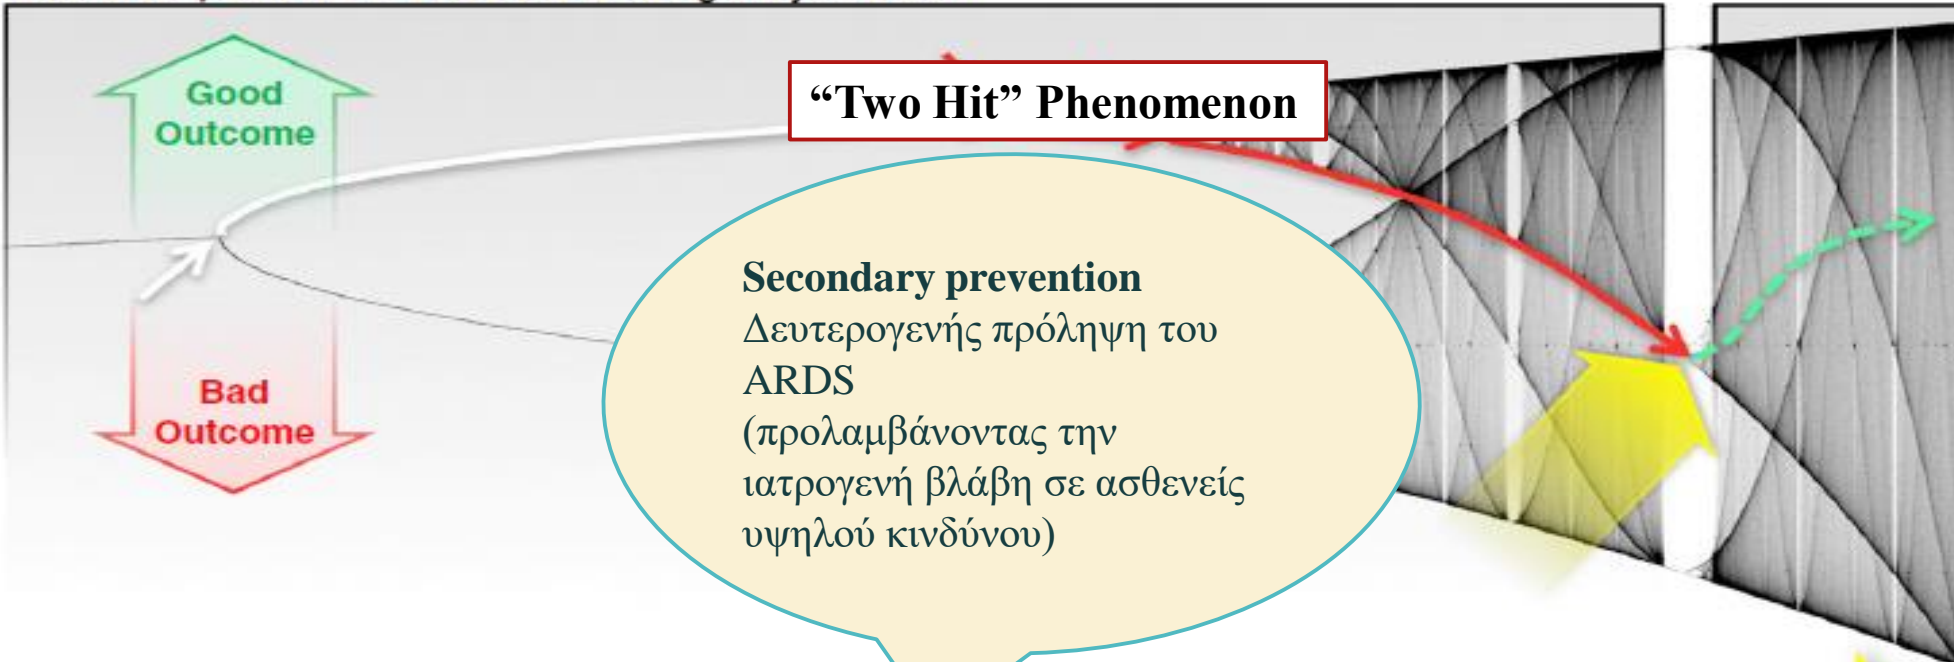 Good
Outcome
“Two Hit” Phenomenon
Secondary prevention
Δευτερογενής πρόληψη του
ARDS
(προλαμβάνοντας την
ιατρογενή βλάβη σε ασθενείς
υψηλού κινδύνου)
Bad
Outcome